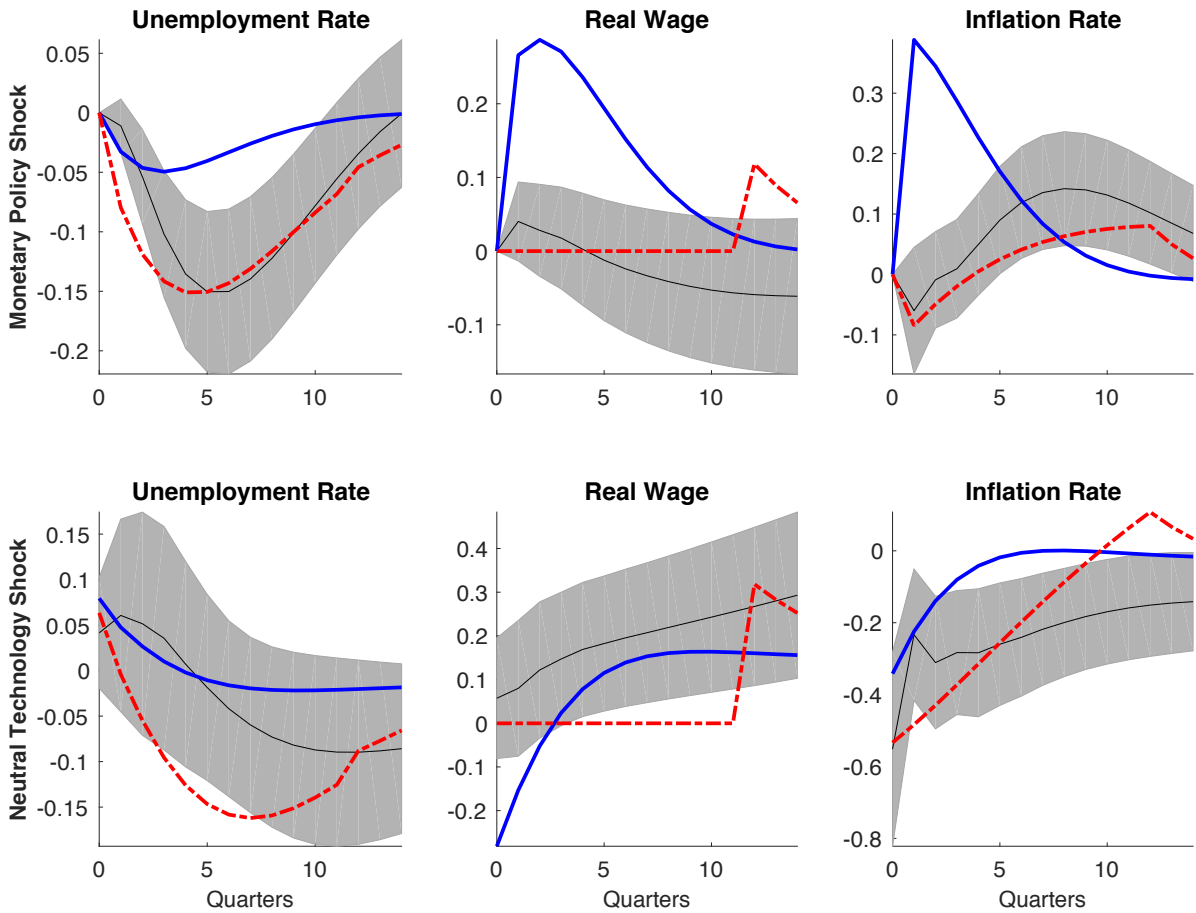 Unemployment Rate
Real Wage
Inflation Rate
Monetary Policy Shock
0.05
0
-0.05
-0.1
-0.15
-0.2
0 5 10
0.2
0.1
0
-0.1
0 5 10
0.3
0.2
0.1
0
-0.1
0 5 10
Unemployment Rate
Real Wage
Inflation Rate
Neutral Technology Shock
0.15
0.1
0.05
0
-0.05
-0.1
-0.15
0 5 10
Quarters
0.4
0.3
0.2
0.1
0
-0.1
-0.2
0 5 10
Quarters
0
-0.2
-0.4
-0.6
-0.8
0 5 10
Quarters